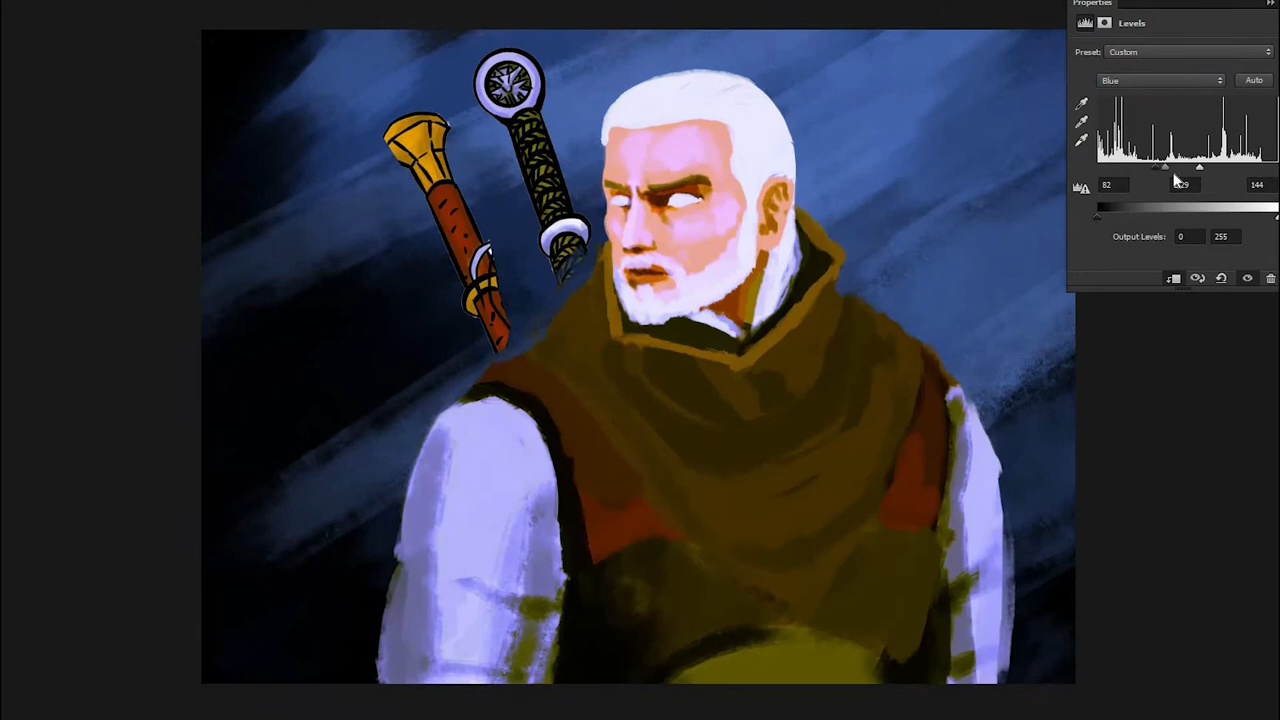 Properties
Levels
Preset: Custom
Blue Auto
82 144
Output Levels: 0 255